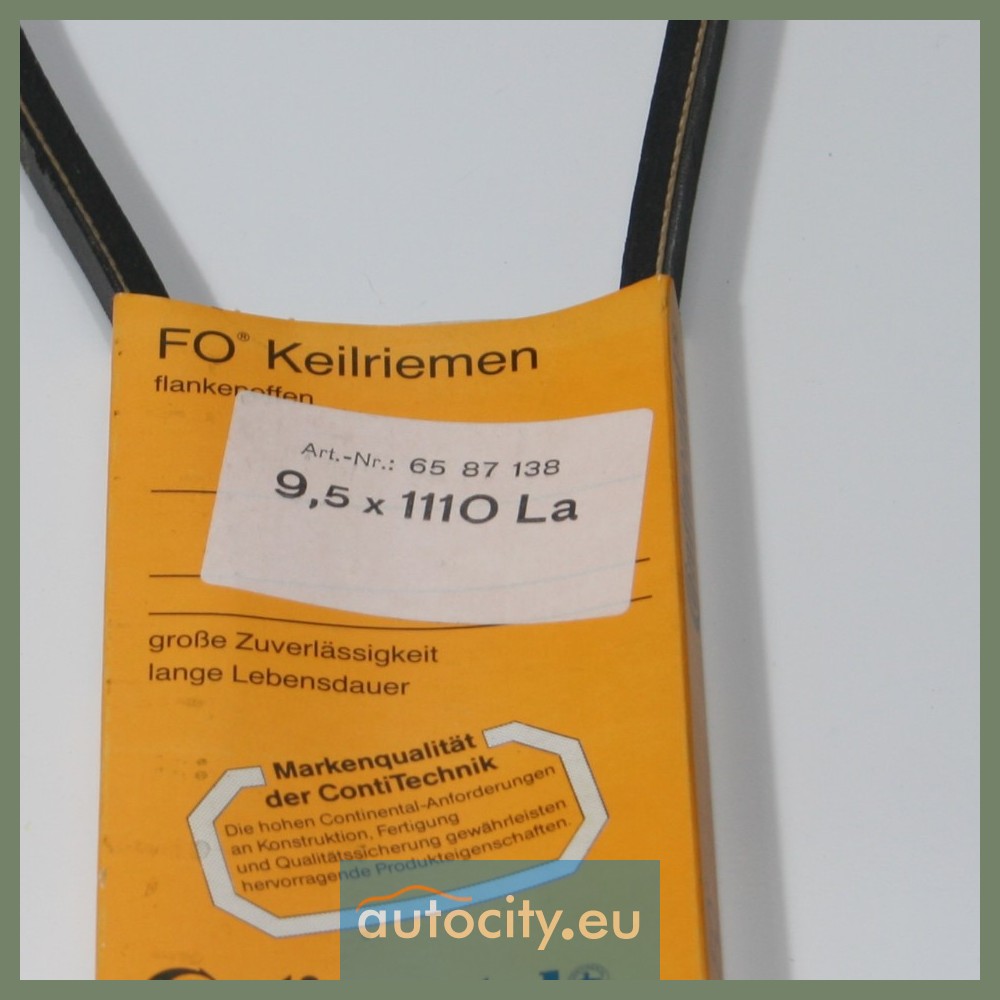 FO® Keilriemen
flankenoffen
Art.-Nr.: 65 87 138
9,5 x 1110 La
große Zuverlässigkeit
lange Lebensdauer
Markenqualität
der ContiTechnik
Die hohen Continental-Anforderungen
an Konstruktion, Fertigung
und Qualitätssicherung gewährleisten
hervorragende Produkteigenschaften.
autocity.eu